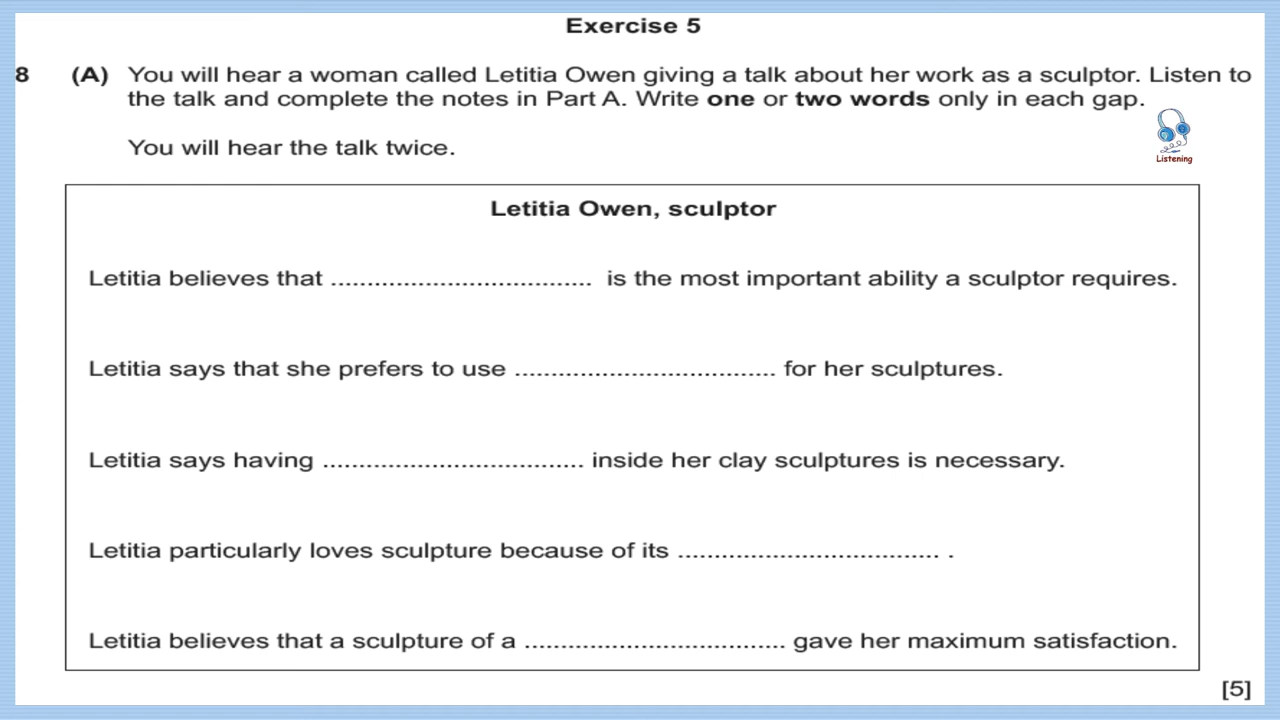 Exercise 5
8 (A) You will hear a woman called Letitia Owen giving a talk about her work as a sculptor. Listen to
the talk and complete the notes in Part A. Write one or two words only in each gap.
You will hear the talk twice.
Listening
Letitia Owen, sculptor
Letitia believes that .................................... is the most important ability a sculptor requires.
Letitia says that she prefers to use .................................... for her sculptures.
Letitia says having .................................... inside her clay sculptures is necessary.
Letitia particularly loves sculpture because of its .................................... .
Letitia believes that a sculpture of a .................................... gave her maximum satisfaction.
[5]